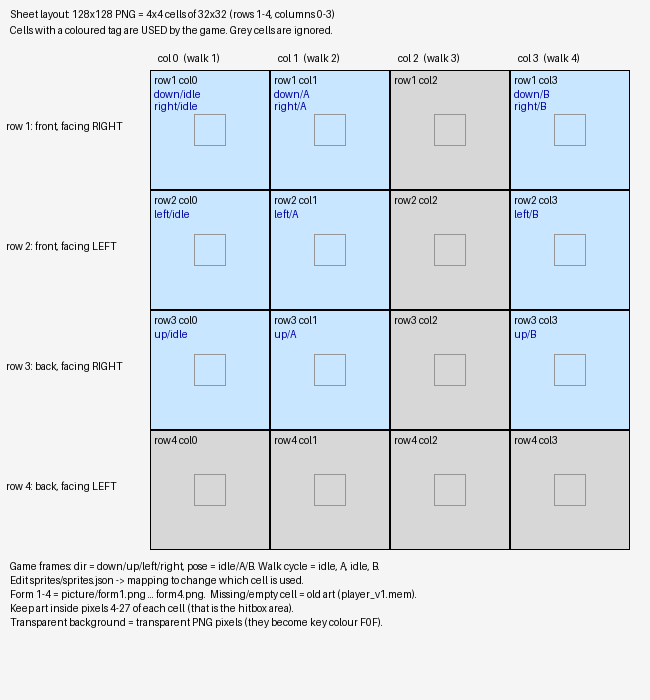 Sheet layout: 128x128 PNG = 4x4 cells of 32x32 (rows 1-4, columns 0-3)
Cells with a coloured tag are USED by the game. Grey cells are ignored.
col 0 (walk 1)
col 1 (walk 2)
col 2 (walk 3)
col 3 (walk 4)
row 1: front, facing RIGHT
row1 col0
down/idle
right/idle
row1 col1
down/A
right/A
row1 col2
row1 col3
down/B
right/B
row 2: front, facing LEFT
row2 col0
left/idle
row2 col1
left/A
row2 col2
row2 col3
left/B
row 3: back, facing RIGHT
row3 col0
up/idle
row3 col1
up/A
row3 col2
row3 col3
up/B
row 4: back, facing LEFT
row4 col0
row4 col1
row4 col2
row4 col3
Game frames: dir = down/up/left/right, pose = idle/A/B. Walk cycle = idle, A, idle, B.
Edit sprites/sprites.json -> mapping to change which cell is used.
Form 1-4 = picture/form1.png ... form4.png. Missing/empty cell = old art (player_v1.mem).
Keep art inside pixels 4-27 of each cell (that is the hitbox area).
Transparent background = transparent PNG pixels (they become key colour F0F).